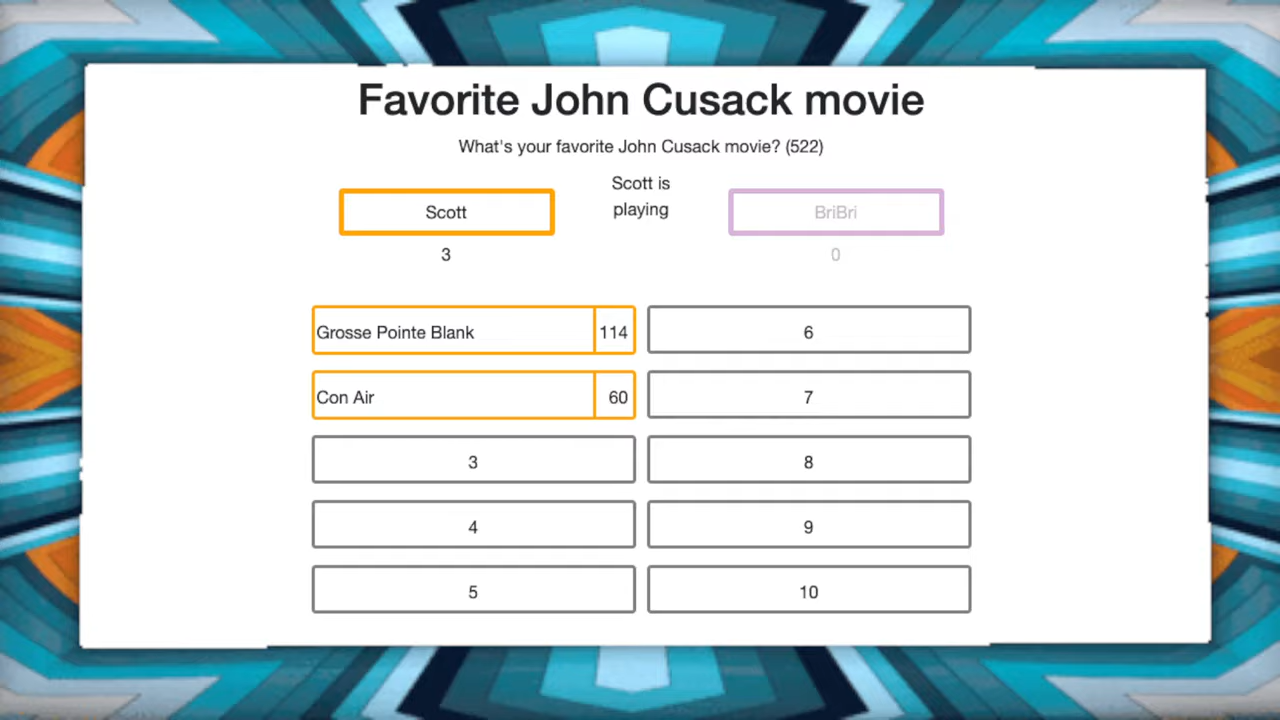 Favorite John Cusack movie
What's your favorite John Cusack movie? (522)
Scott
3
Scott is
playing
BriBri
0
Grosse Pointe Blank 114
Con Air 60
3
4
5
6
7
8
9
10